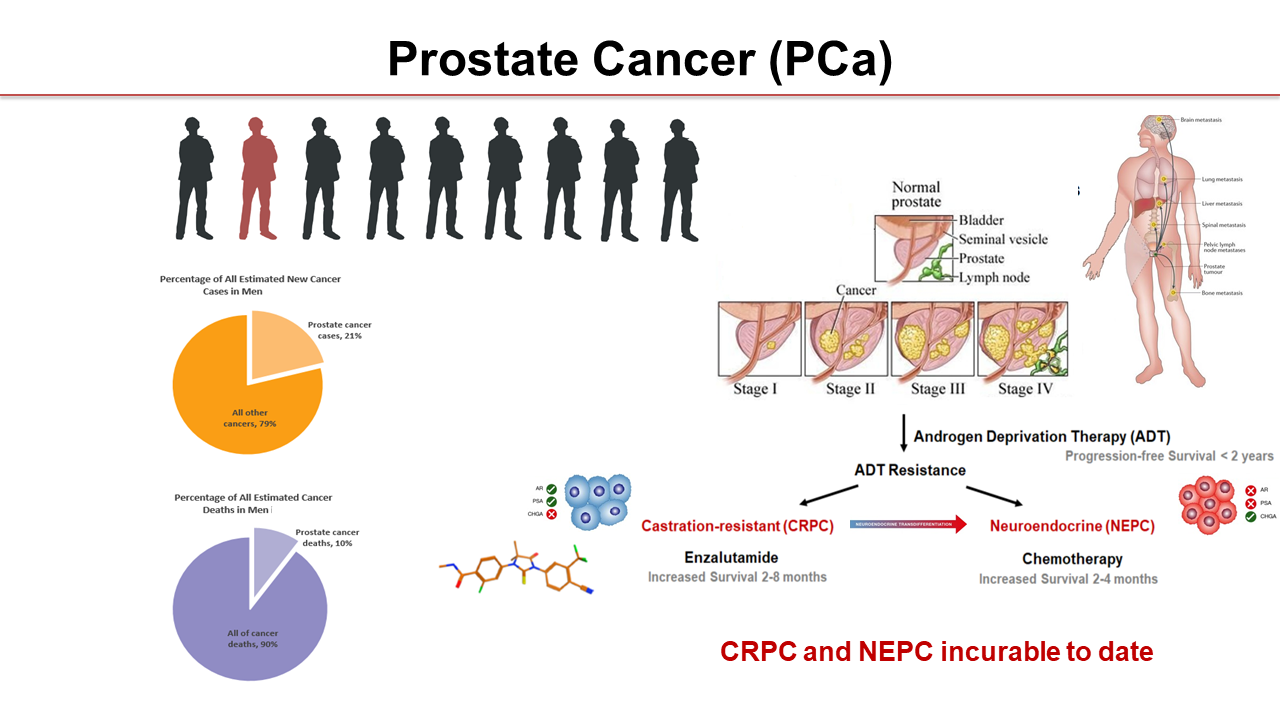 Prostate Cancer (PCa)
Percentage of All Estimated New Cancer
Cases in Men
Prostate cancer
cases, 21%
All other
cancers, 79%
Percentage of All Estimated Cancer
Deaths in Men
Prostate cancer
deaths, 10%
All of cancer
deaths, 90%
Normal
prostate
Bladder
Seminal vesicle
Prostate
Lymph node
Cancer
Stage I
Stage II
Stage III
Stage IV
s
Brain metastasis
Lung metastasis
Liver metastasis
Spinal metastasis
Pelvic lymph
node metastases
Prostate
tumour
Bone metastasis
Androgen Deprivation Therapy (ADT)
Progression-free Survival < 2 years
ADT Resistance
AR
PSA
CHGA
Castration-resistant (CRPC)
NEUROENDOCRINE TRANSDIFFERENTIATION
Neuroendocrine (NEPC)
AR
PSA
CHGA
Enzalutamide
Increased Survival 2-8 months
Chemotherapy
Increased Survival 2-4 months
CRPC and NEPC incurable to date